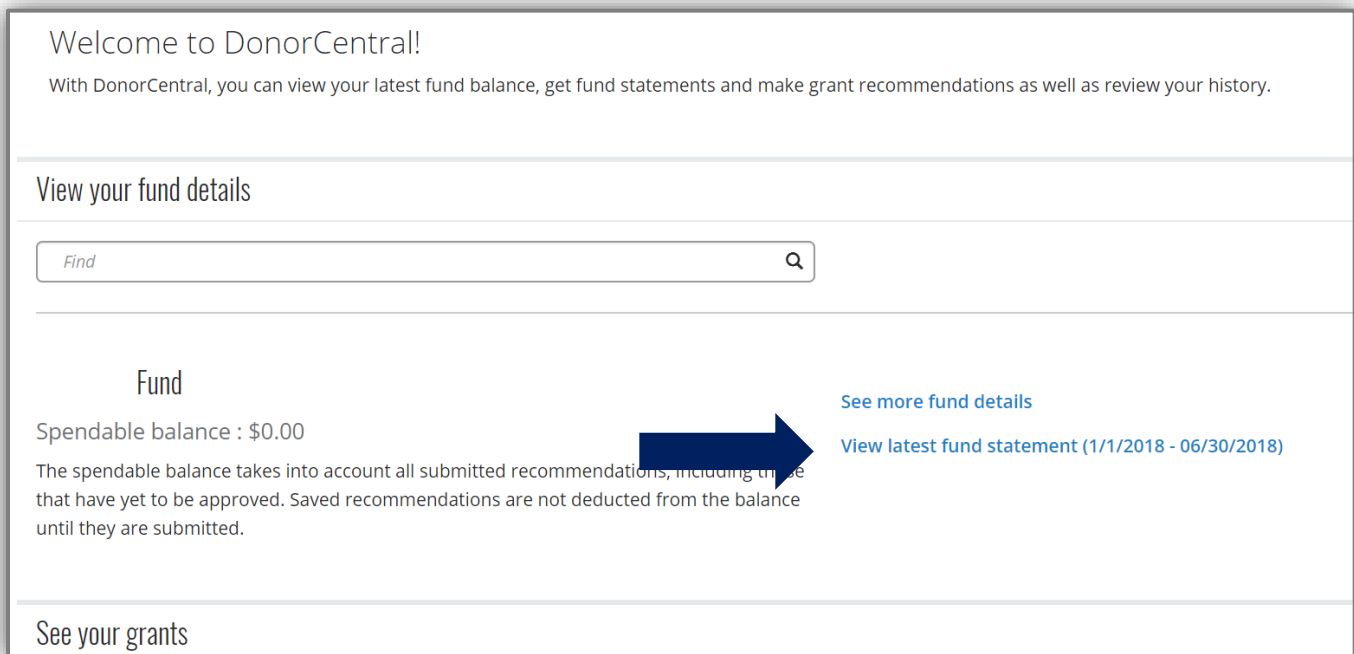 Welcome to DonorCentral!
With DonorCentral, you can view your latest fund balance, get fund statements and make grant recommendations as well as review your history.
View your fund details
Find
Fund
Spendable balance : $0.00
See more fund details
View latest fund statement (1/1/2018 - 06/30/2018)
The spendable balance takes into account all submitted recommendations, including
that have yet to be approved. Saved recommendations are not deducted from the balance
until they are submitted.
See your grants